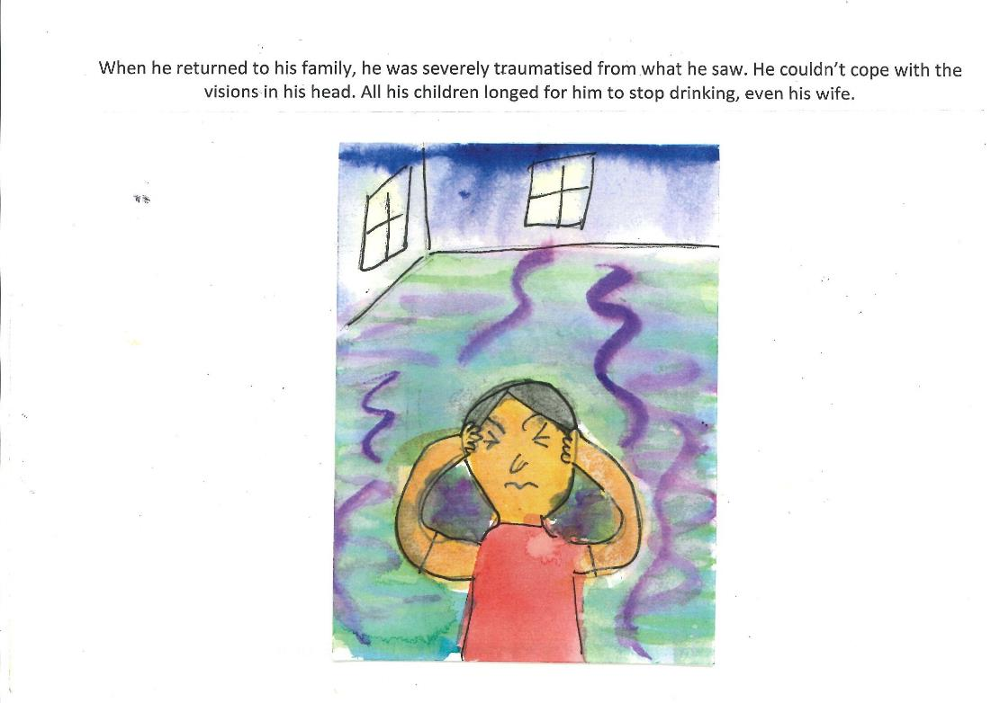 When he returned to his family, he was severely traumatised from what he saw. He couldn't cope with the
visions in his head. All his children longed for him to stop drinking, even his wife.